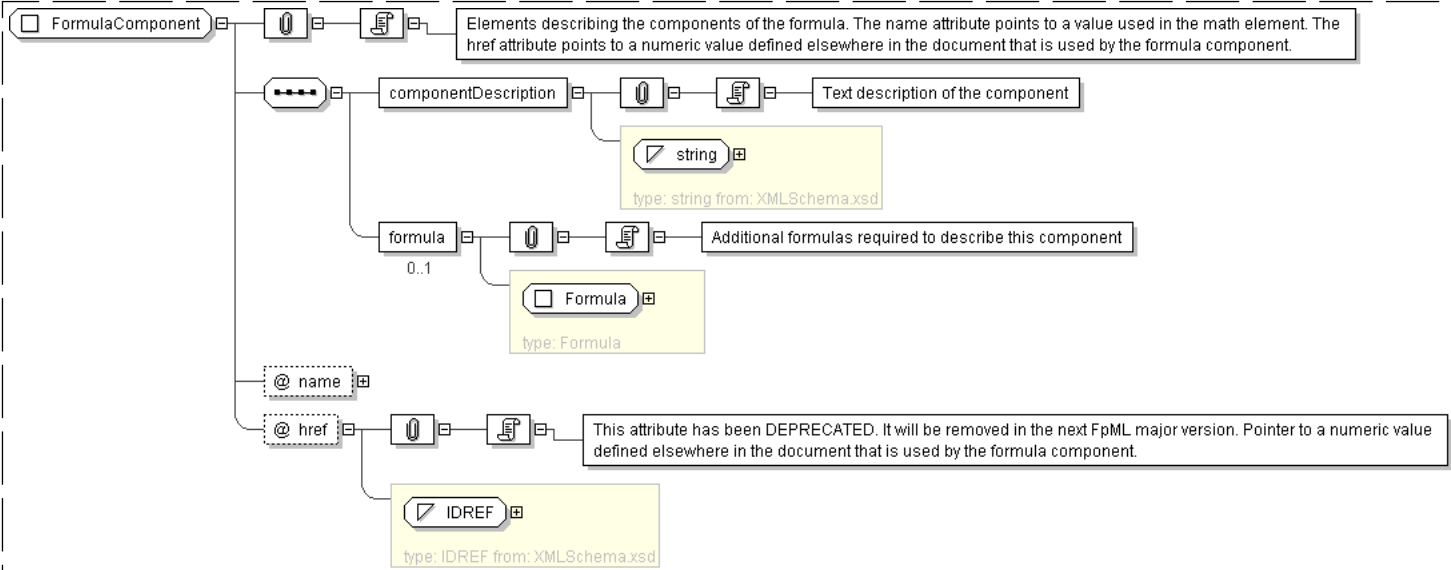 FormulaComponent
Elements describing the components of the formula. The name attribute points to a value used in the math element. The
href attribute points to a numeric value defined elsewhere in the document that is used by the formula component.
componentDescription
Text description of the component
string
type: string from: XMLSchema.xsd
formula
Additional formulas required to describe this component
0..1
Formula
type: Formula
@ name
@ href
This attribute has been DEPRECATED. It will be removed in the next FpML major version. Pointer to a numeric value
defined elsewhere in the document that is used by the formula component.
IDREF
type: IDREF from: XMLSchema.xsd